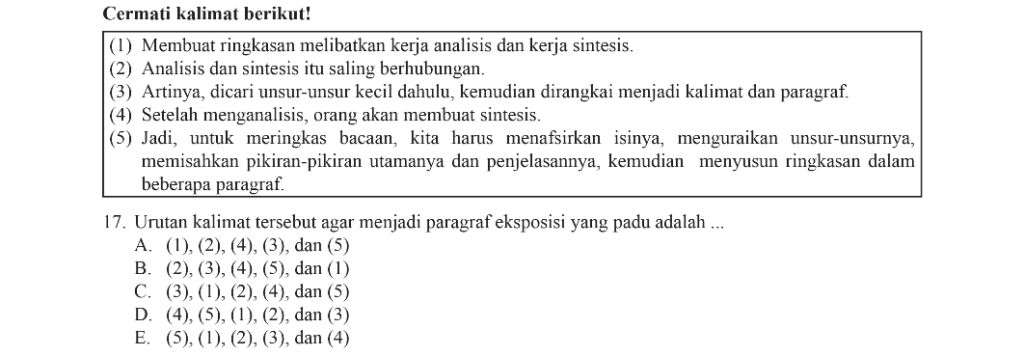 Cermati kalimat berikut!
(1) Membuat ringkasan melibatkan kerja analisis dan kerja sintesis.
(2) Analisis dan sintesis itu saling berhubungan.
(3) Artinya, dicari unsur-unsur kecil dahulu, kemudian dirangkai menjadi kalimat dan paragraf.
(4) Setelah menganalisis, orang akan membuat sintesis.
(5) Jadi, untuk meringkas bacaan, kita harus menafsirkan isinya, menguraikan unsur-unsurnya,
memisahkan pikiran-pikiran utamanya dan penjelasannya, kemudian menyusun ringkasan dalam
beberapa paragraf.
17. Urutan kalimat tersebut agar menjadi paragraf eksposisi yang padu adalah ...
A. (1), (2), (4), (3), dan (5)
B. (2), (3), (4), (5), dan (1)
C. (3), (1), (2), (4), dan (5)
D. (4), (5), (1), (2), dan (3)
E. (5), (1), (2), (3), dan (4)